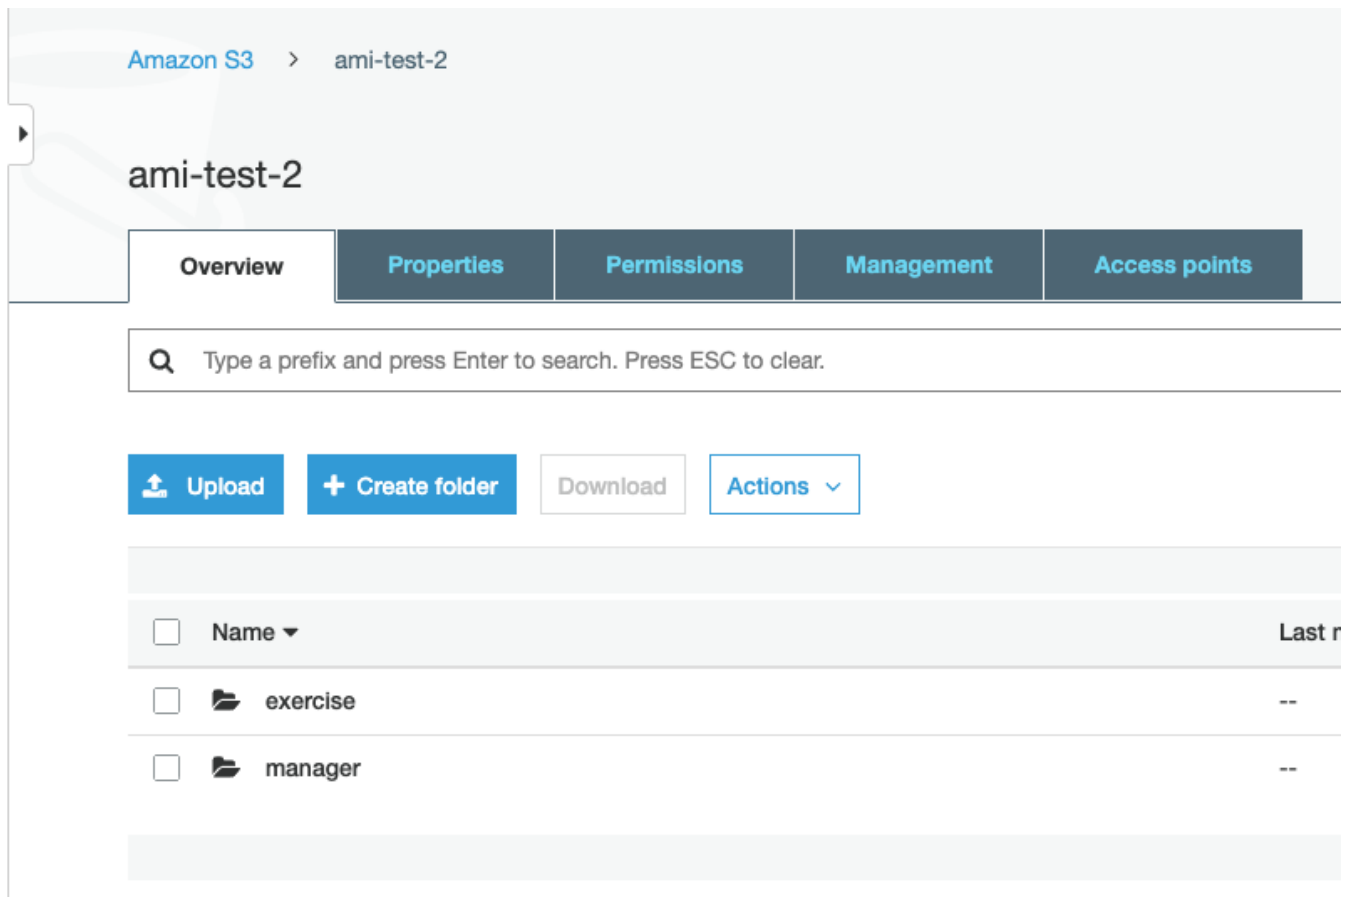 Amazon S3 > ami-test-2
ami-test-2
Overview Properties Permissions Management Access points
Type a prefix and press Enter to search. Press ESC to clear.
Upload + Create folder Download Actions
Name Last
exercise --
manager --